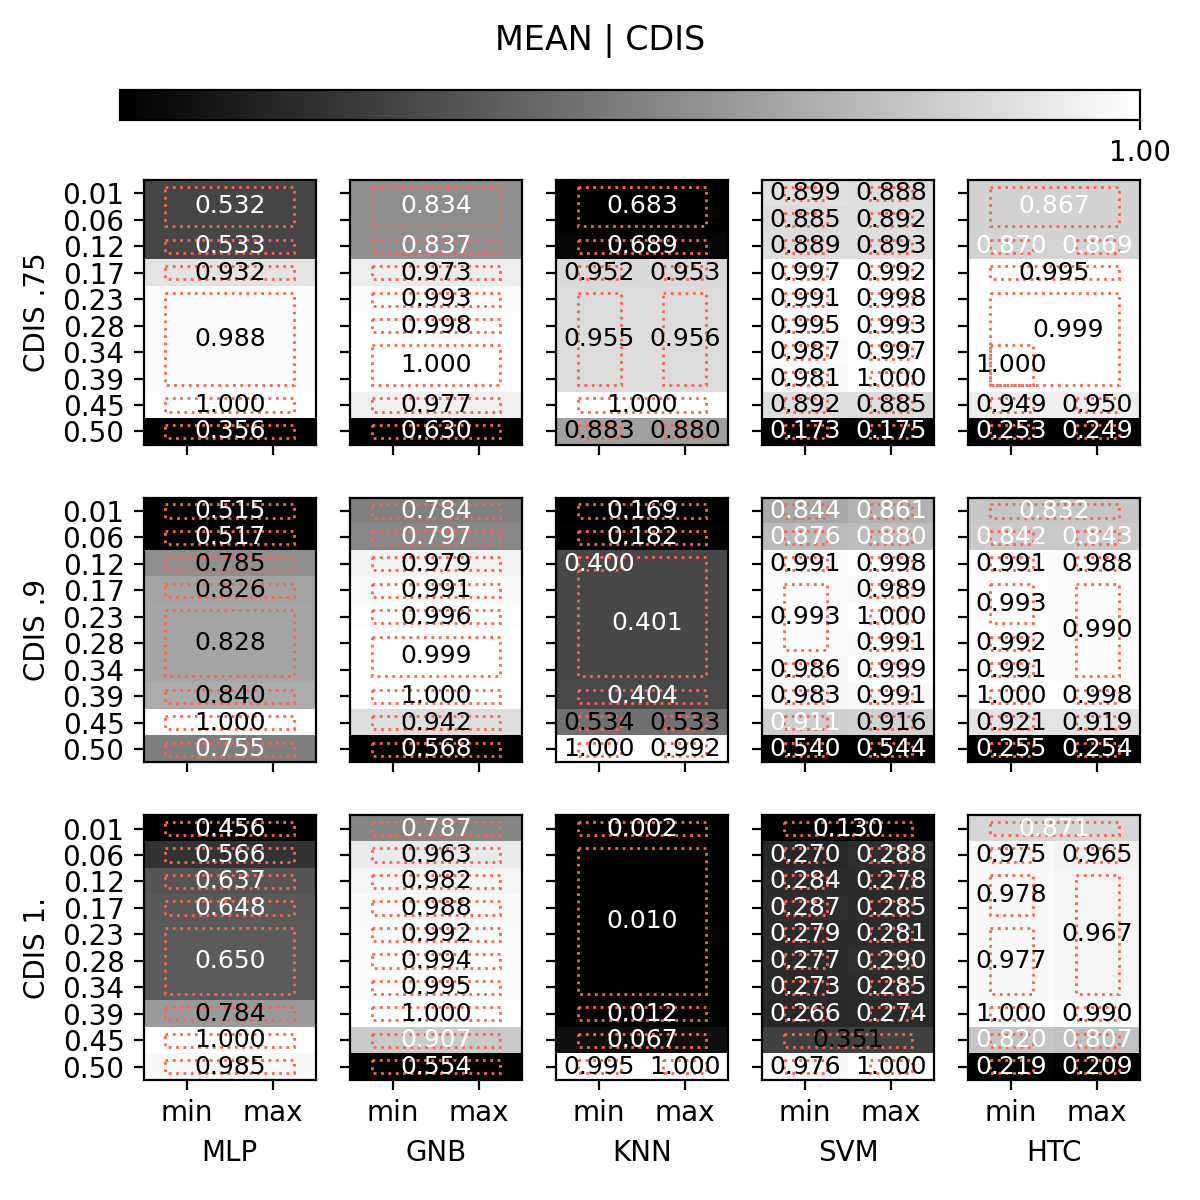 MEAN | CDIS
1.00
CDIS .75
0.01 0.532 0.834 0.683 0.899 0.888 0.867
0.06 0.885 0.892
0.12 0.533 0.837 0.689 0.889 0.893 0.870 0.869
0.17 0.932 0.973 0.952 0.953 0.997 0.992 0.995
0.23 0.993 0.991 0.998
0.28 0.998 0.995 0.993 0.999
0.34 0.988 1.000 0.955 0.956 0.987 0.997 1.000
0.39 0.981 1.000
0.45 1.000 0.977 1.000 0.892 0.885 0.949 0.950
0.50 0.356 0.630 0.883 0.880 0.173 0.175 0.253 0.249
CDIS .9
0.01 0.515 0.784 0.169 0.844 0.861 0.832
0.06 0.517 0.797 0.182 0.876 0.880 0.842 0.843
0.12 0.785 0.979 0.400 0.991 0.998 0.991 0.988
0.17 0.826 0.991 0.989 0.993
0.23 0.996 0.401 0.993 1.000 0.990
0.28 0.828 0.999 0.991 0.992
0.34 0.986 0.999 0.991
0.39 0.840 1.000 0.404 0.983 0.991 1.000 0.998
0.45 1.000 0.942 0.534 0.533 0.911 0.916 0.921 0.919
0.50 0.755 0.568 1.000 0.992 0.540 0.544 0.255 0.254
CDIS 1.
0.01 0.456 0.787 0.002 0.130 0.871
0.06 0.566 0.963 0.270 0.288 0.975 0.965
0.12 0.637 0.982 0.284 0.278 0.978
0.17 0.648 0.988 0.010 0.287 0.285
0.23 0.992 0.279 0.281 0.967
0.28 0.650 0.994 0.277 0.290 0.977
0.34 0.995 0.273 0.285
0.39 0.784 1.000 0.012 0.266 0.274 1.000 0.990
0.45 1.000 0.907 0.067 0.351 0.820 0.807
0.50 0.985 0.554 0.995 1.000 0.976 1.000 0.219 0.209
min max min max min max min max min max
MLP GNB KNN SVM HTC